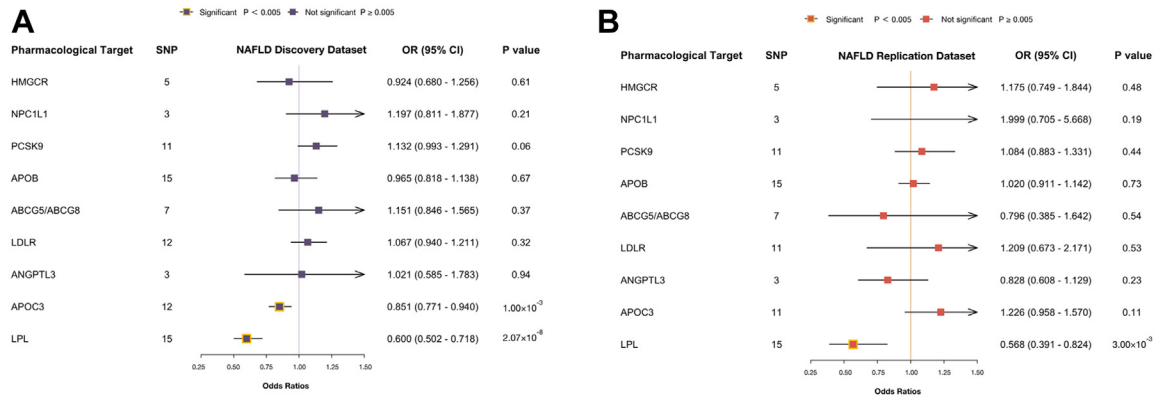 A
Significant P < 0.005 Not significant P ≥ 0.005
Pharmacological Target SNP NAFLD Discovery Dataset OR (95% CI) P value
HMGCR 5 0.924 (0.680 - 1.256) 0.61
NPC1L1 3 1.197 (0.811 - 1.877) 0.21
PCSK9 11 1.132 (0.993 - 1.291) 0.06
APOB 15 0.965 (0.818 - 1.138) 0.67
ABCG5/ABCG8 7 1.151 (0.846 - 1.565) 0.37
LDLR 12 1.067 (0.940 - 1.211) 0.32
ANGPTL3 3 1.021 (0.585 - 1.783) 0.94
APOC3 12 0.851 (0.771 - 0.940) 1.00×10⁻³
LPL 15 0.600 (0.502 - 0.718) 2.07×10⁻⁸
0.25 0.50 0.75 1.00 1.25 1.50
Odds Ratios
B
Significant P < 0.005 Not significant P ≥ 0.005
Pharmacological Target SNP NAFLD Replication Dataset OR (95% CI) P value
HMGCR 5 1.175 (0.749 - 1.844) 0.48
NPC1L1 3 1.999 (0.705 - 5.668) 0.19
PCSK9 11 1.084 (0.883 - 1.331) 0.44
APOB 15 1.020 (0.911 - 1.142) 0.73
ABCG5/ABCG8 7 0.796 (0.385 - 1.642) 0.54
LDLR 11 1.209 (0.673 - 2.171) 0.53
ANGPTL3 3 0.828 (0.608 - 1.129) 0.23
APOC3 11 1.226 (0.958 - 1.570) 0.11
LPL 15 0.568 (0.391 - 0.824) 3.00×10⁻³
0.25 0.50 0.75 1.00 1.25 1.50
Odds Ratios